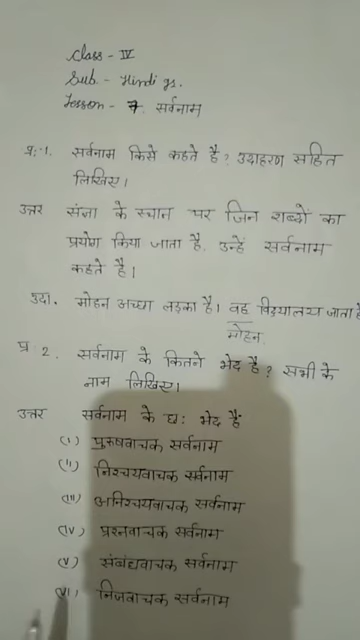 Class - IV
Sub. - Hindi gr.
Lesson - 7. सर्वनाम
प्र:-1. सर्वनाम किसे कहते है? उदाहरण सहित
लिखिए।
उत्तर संज्ञा के स्थान पर जिन शब्दों का
प्रयोग किया जाता है. उन्हें सर्वनाम
कहते है।
उदा. मोहन अच्छा लड़का है। वह विद्यालय जाता है
मोहन.
प्र 2. सर्वनाम के कितने भेद है? सभी के
नाम लिखिए।
उत्तर सर्वनाम के छ: भेद हैं
(i) पुरुषवाचक सर्वनाम
(ii) निश्चयवाचक सर्वनाम
(iii) अनिश्चयवाचक सर्वनाम
(iv) प्रश्नवाचक सर्वनाम
(v) संबंधवाचक सर्वनाम
(vi) निजवाचक सर्वनाम